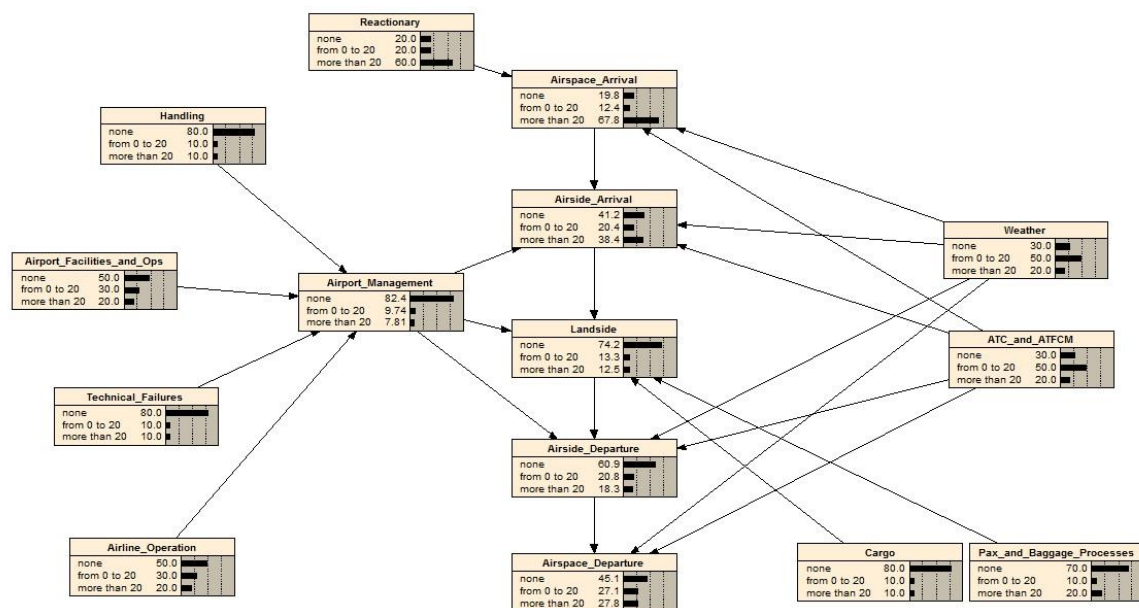 Reactionary
none 20.0
from 0 to 20 20.0
more than 20 60.0
Airspace_Arrival
none 19.8
from 0 to 20 12.4
more than 20 67.8
Handling
none 80.0
from 0 to 20 10.0
more than 20 10.0
Airside_Arrival
none 41.2
from 0 to 20 20.4
more than 20 38.4
Weather
none 30.0
from 0 to 20 50.0
more than 20 20.0
Airport_Facilities_and_Ops
none 50.0
from 0 to 20 30.0
more than 20 20.0
Airport_Management
none 82.4
from 0 to 20 9.74
more than 20 7.81
Landside
none 74.2
from 0 to 20 13.3
more than 20 12.5
ATC_and_ATFCM
none 30.0
from 0 to 20 50.0
more than 20 20.0
Technical_Failures
none 80.0
from 0 to 20 10.0
more than 20 10.0
Airside_Departure
none 60.9
from 0 to 20 20.8
more than 20 18.3
Airline_Operation
none 50.0
from 0 to 20 30.0
more than 20 20.0
Airspace_Departure
none 45.1
from 0 to 20 27.1
more than 20 27.8
Cargo
none 80.0
from 0 to 20 10.0
more than 20 10.0
Pax_and_Baggage_Processes
none 70.0
from 0 to 20 10.0
more than 20 20.0